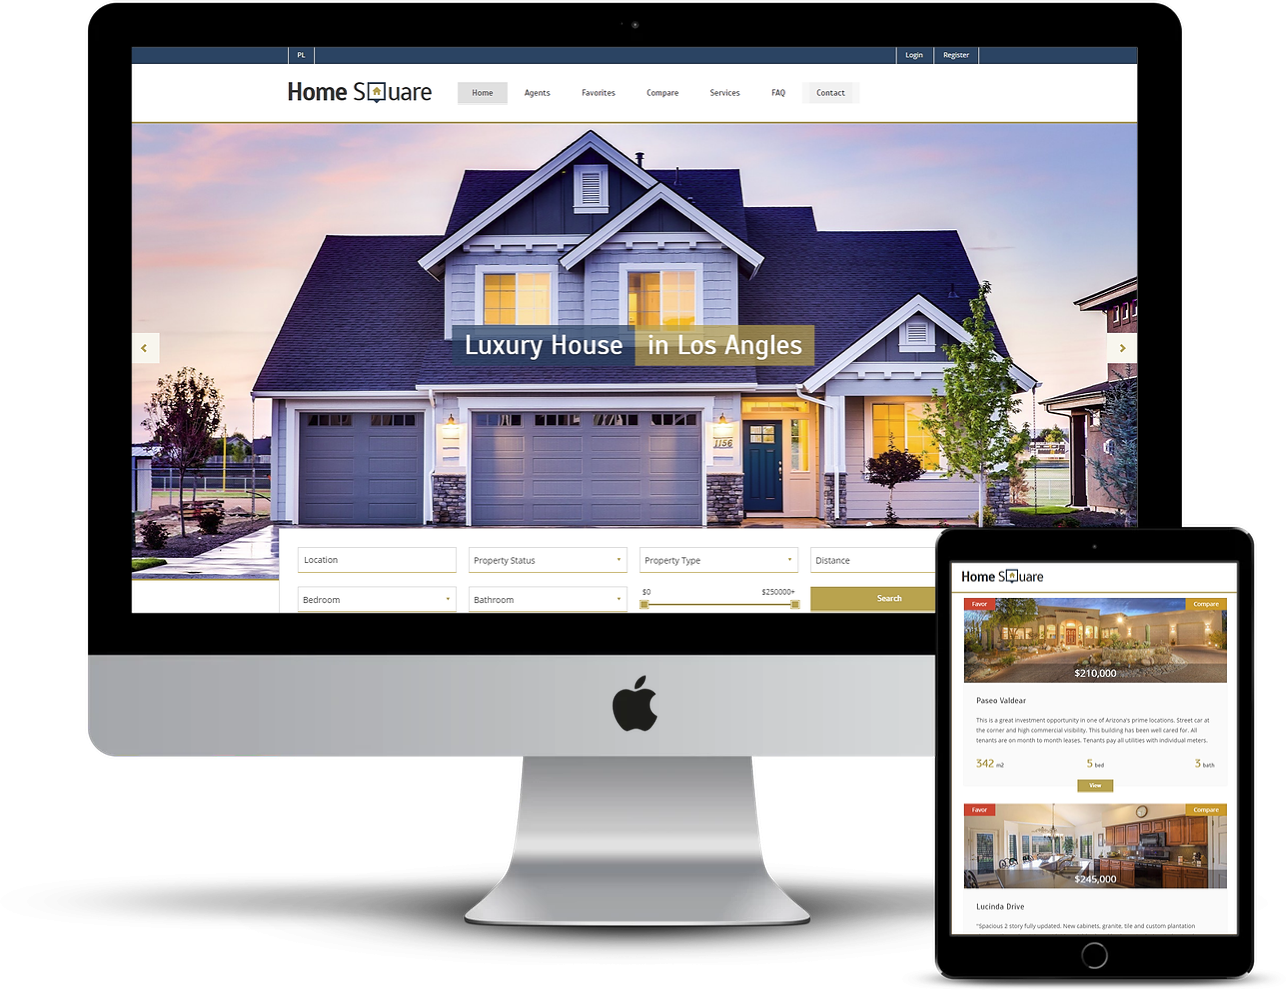 PL
Login
Register
Home Square
Home
Agents
Favorites
Compare
Services
FAQ
Contact
Luxury House in Los Angles
1156
Location
Property Status
Property Type
Distance
Bedroom
Bathroom
$0
$250000+
Search
Home Square
Favor
Compare
$210,000
Paseo Valdear
This is a great investment opportunity in one of Arizona's prime locations. Street car at
the corner and high commercial visibility. This building has been well cared for. All
tenants are on month to month leases. Tenants pay all utilities with individual meters.
342 m2
5 bed
3 bath
View
Favor
Compare
$245,000
Lucinda Drive
"Spacious 2 story fully updated. New cabinets, granite, tile and custom plantation